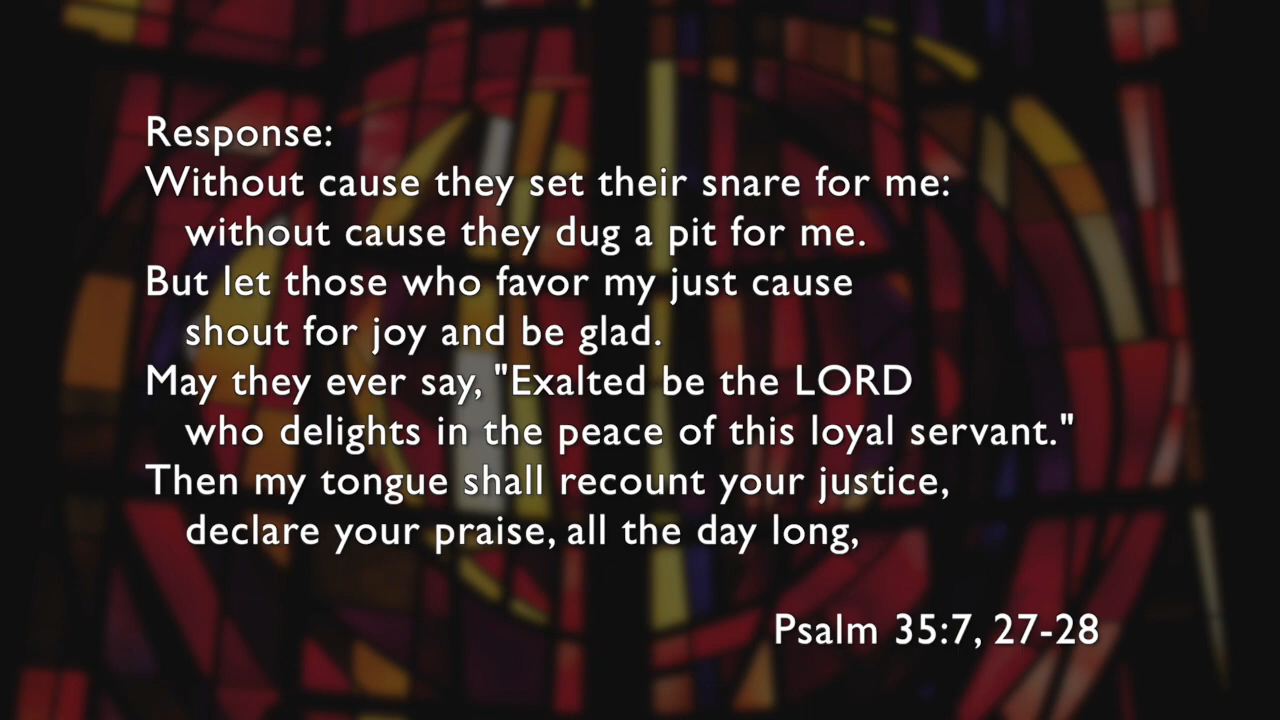 Response:
Without cause they set their snare for me:
without cause they dug a pit for me.
But let those who favor my just cause
shout for joy and be glad.
May they ever say, "Exalted be the LORD
who delights in the peace of this loyal servant."
Then my tongue shall recount your justice,
declare your praise, all the day long,
Psalm 35:7, 27-28